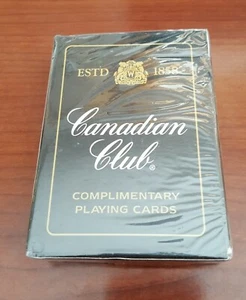 ESTD 1858
Canadian
Club®
COMPLIMENTARY
PLAYING CARDS